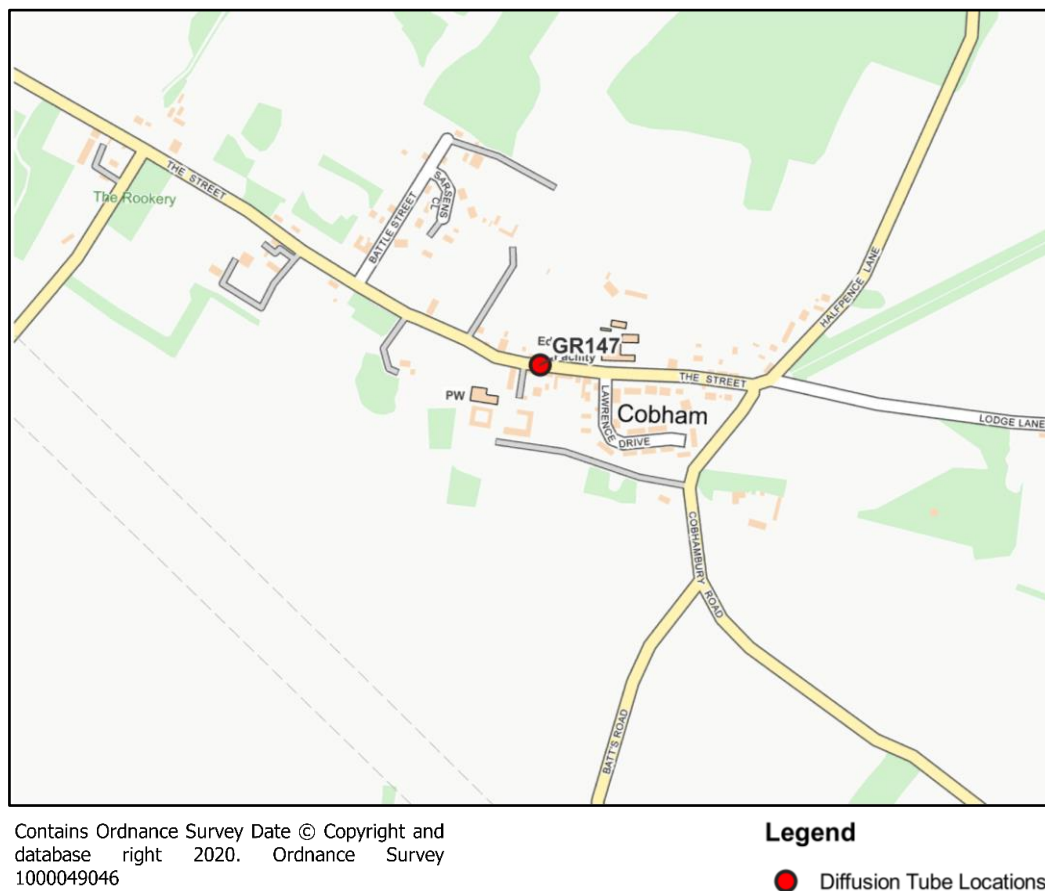 HALFPENCE LANE
THE STREET
The Rookery
SARSENS
CL
BATTLE STREET
GR147
THE STREET
PW
LAWRENCE DRIVE
Cobham
LODGE LANE
COBHAMBURY ROAD
BATT'S ROAD
Contains Ordnance Survey Date © Copyright and
database right 2020. Ordnance Survey
1000049046
Legend
Diffusion Tube Locations